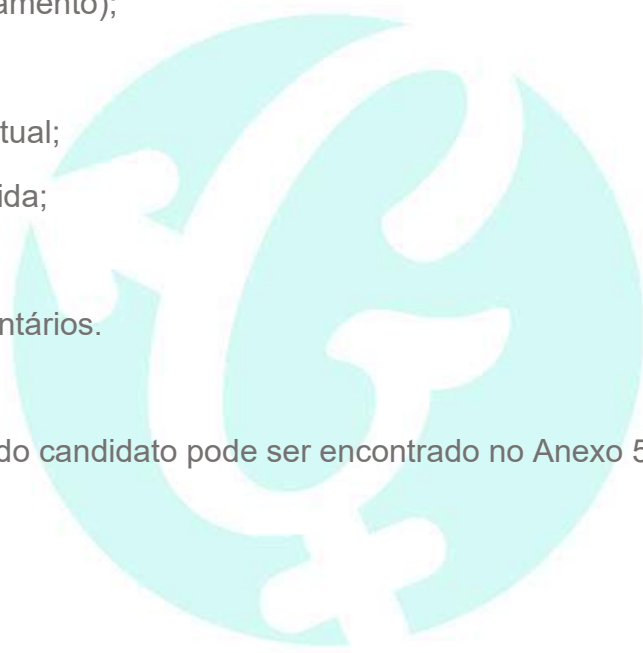 amento);
tual;
ida;
ntários.
do candidato pode ser encontrado no Anexo 5